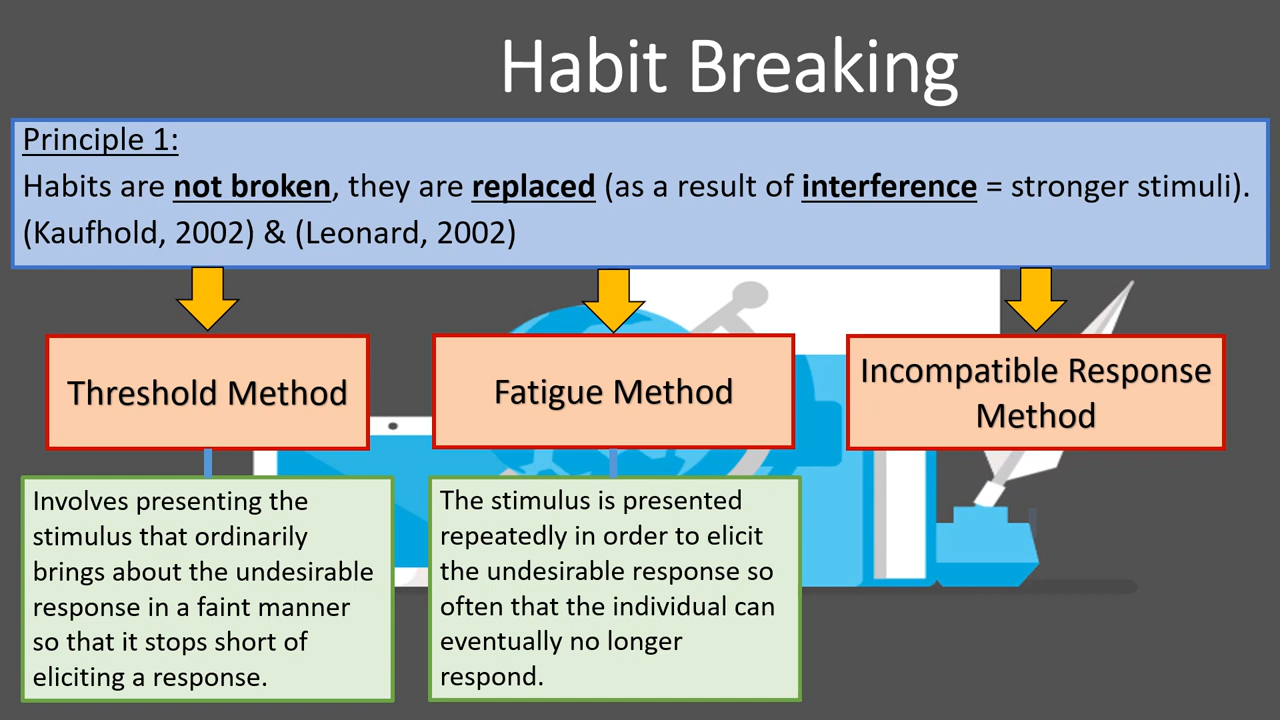 Habit Breaking
Principle 1:
Habits are not broken, they are replaced (as a result of interference = stronger stimuli).
(Kaufhold, 2002) & (Leonard, 2002)
Threshold Method
Fatigue Method
Incompatible Response
Method
Involves presenting the
stimulus that ordinarily
brings about the undesirable
response in a faint manner
so that it stops short of
eliciting a response.
The stimulus is presented
repeatedly in order to elicit
the undesirable response so
often that the individual can
eventually no longer
respond.